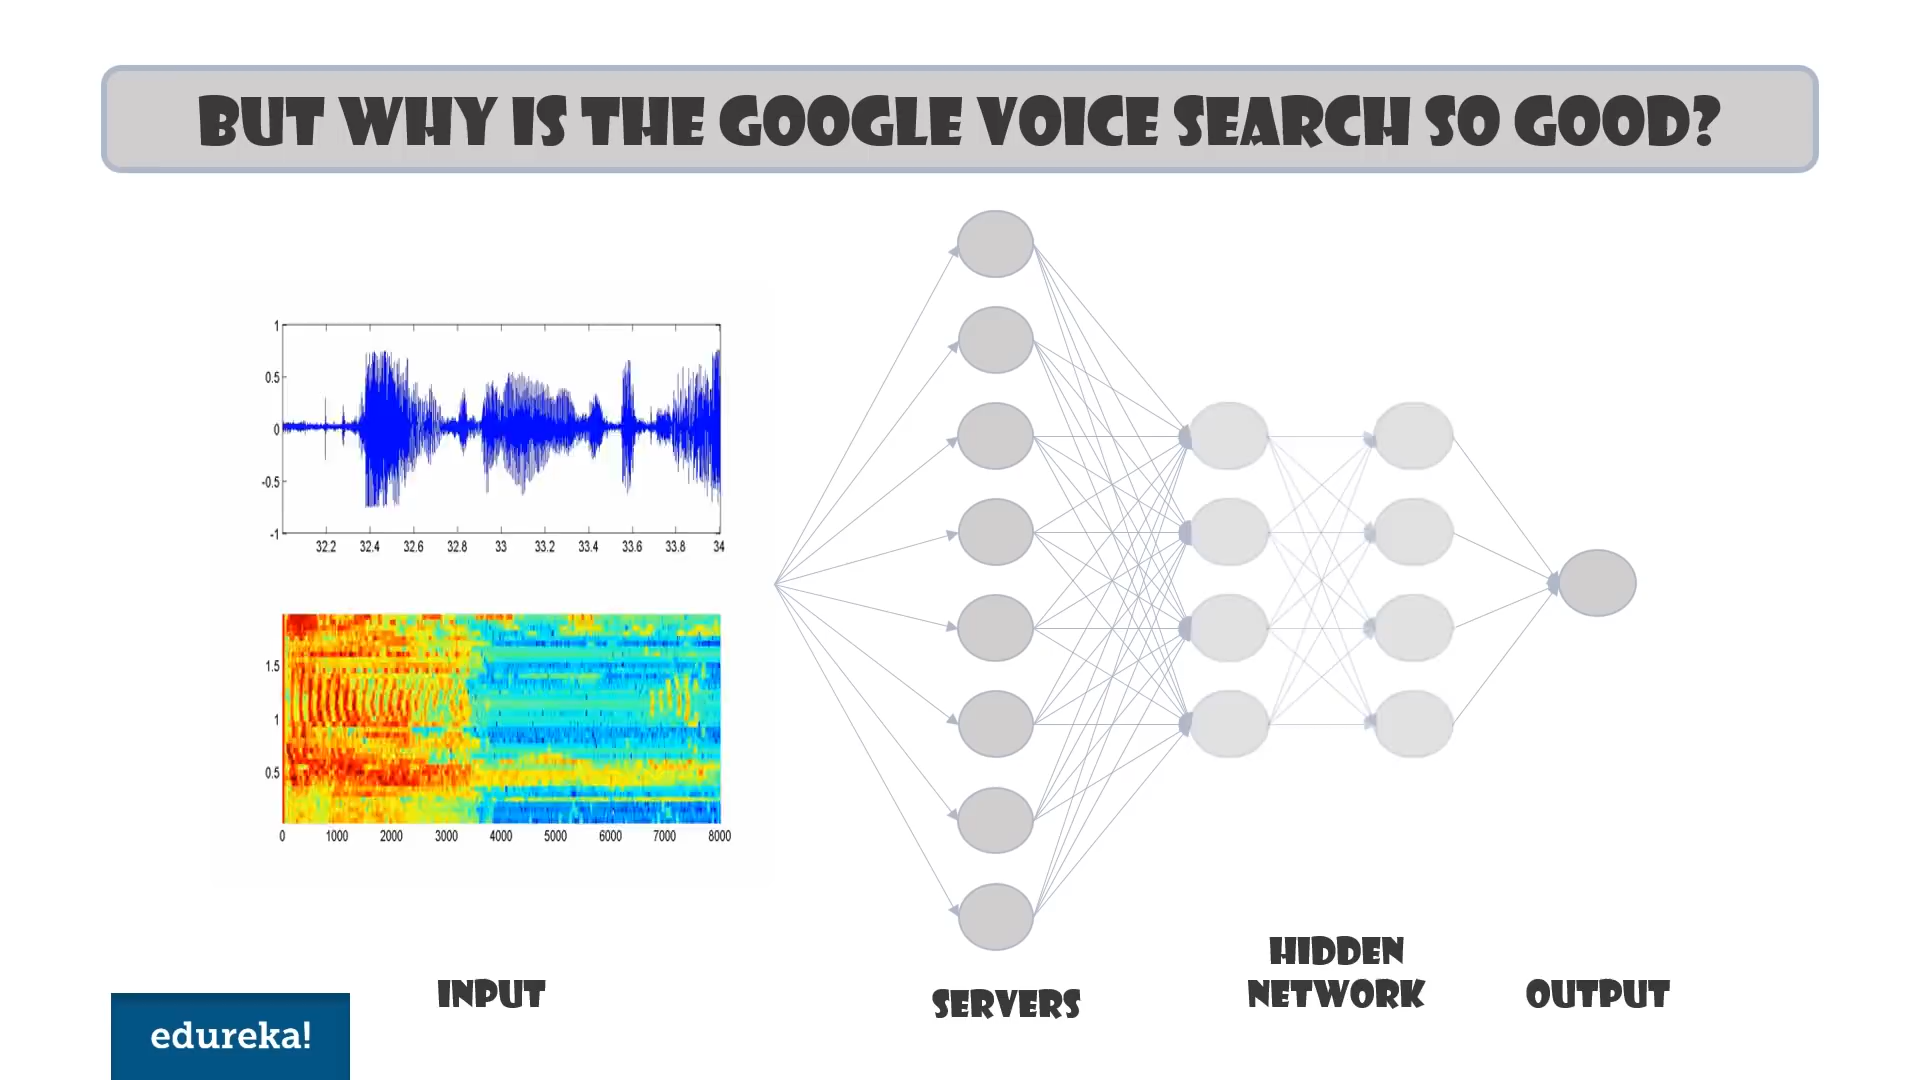 BUT WHY IS THE GOOGLE VOICE SEARCH SO GOOD?
1
0.5
0
-0.5
-1
32.2 32.4 32.6 32.8 33 33.2 33.4 33.6 33.8 34
1.5
1
0.5
0 1000 2000 3000 4000 5000 6000 7000 8000
INPUT
SERVERS
HIDDEN
NETWORK
OUTPUT
edureka!